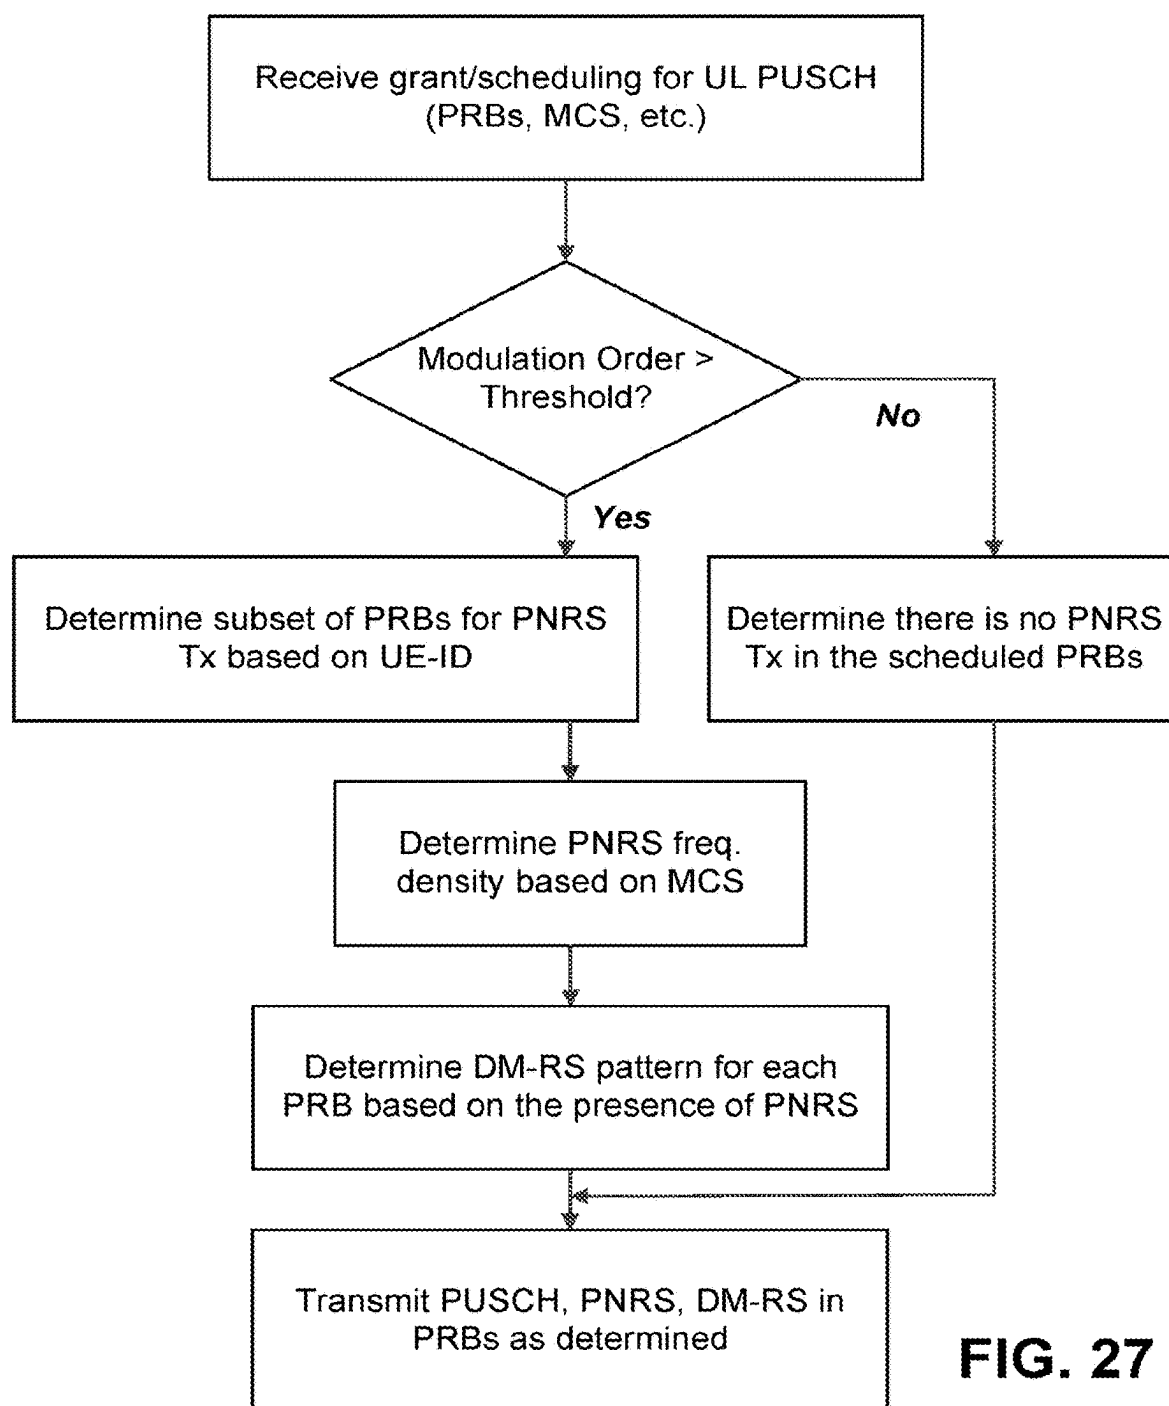 Receive grant/scheduling for UL PUSCH
(PRBs, MCS, etc.)
Modulation Order >
Threshold?
No
Yes
Determine subset of PRBs for PNRS
Tx based on UE-ID
Determine there is no PNRS
Tx in the scheduled PRBs
Determine PNRS freq.
density based on MCS
Determine DM-RS pattern for each
PRB based on the presence of PNRS
Transmit PUSCH, PNRS, DM-RS in
PRBs as determined
FIG. 27